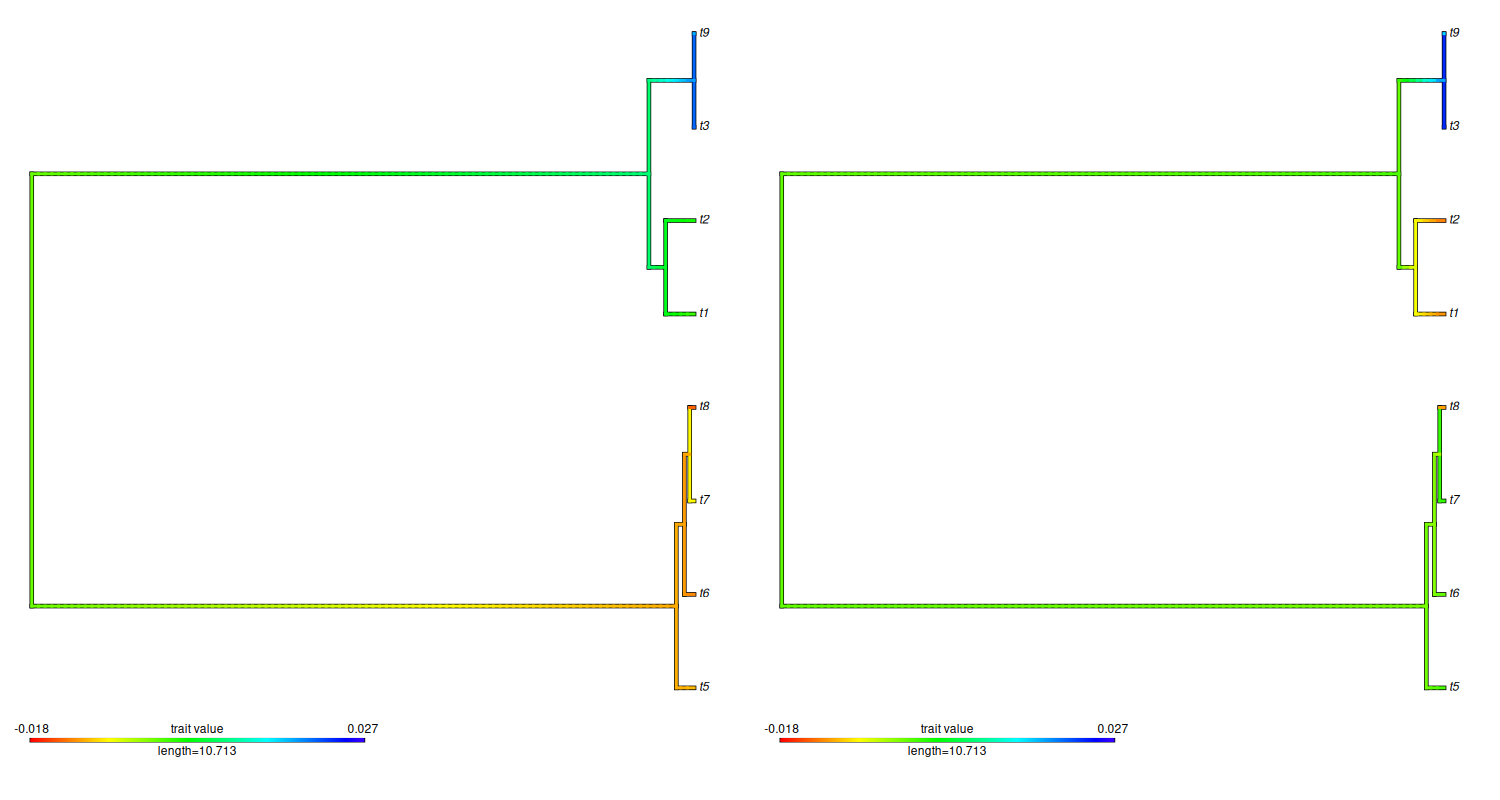 t9
t3
t2
t1
t8
t7
t6
t5
-0.018 trait value 0.027
length=10.713
t9
t3
t2
t1
t8
t7
t6
t5
-0.018 trait value 0.027
length=10.713